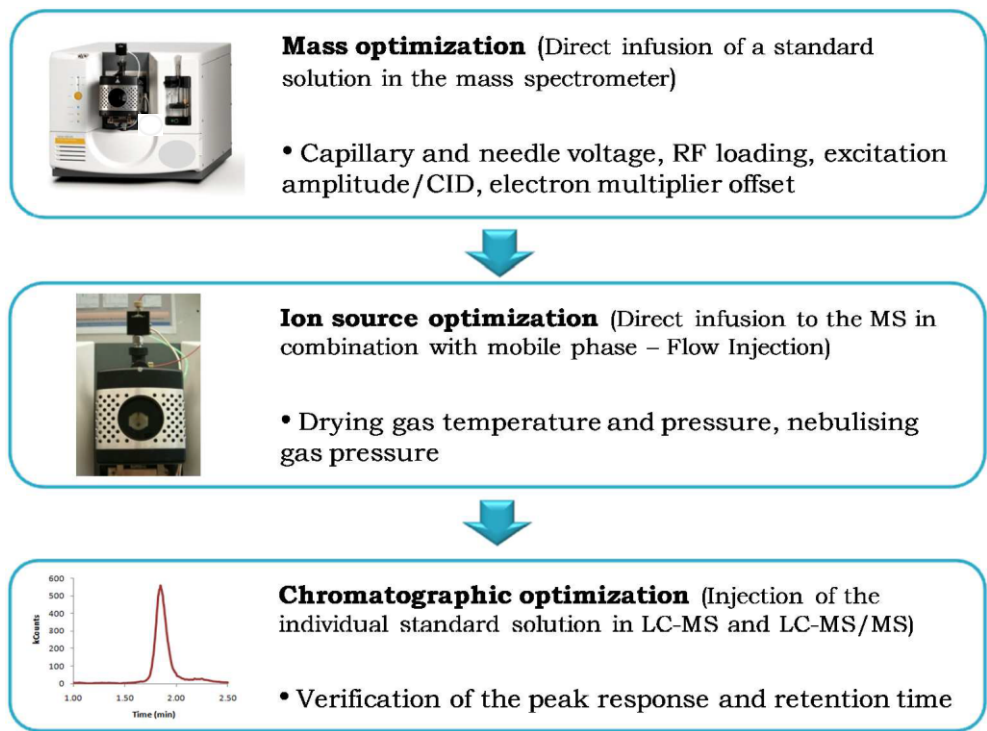 Mass optimization (Direct infusion of a standard
solution in the mass spectrometer)
• Capillary and needle voltage, RF loading, excitation
amplitude/CID, electron multiplier offset
Ion source optimization (Direct infusion to the MS in
combination with mobile phase – Flow Injection)
• Drying gas temperature and pressure, nebulising
gas pressure
Chromatographic optimization (Injection of the
individual standard solution in LC-MS and LC-MS/MS)
• Verification of the peak response and retention time
kCounts
600
500
400
300
200
100
0
1.00 1.50 2.00 2.50
Time (min)